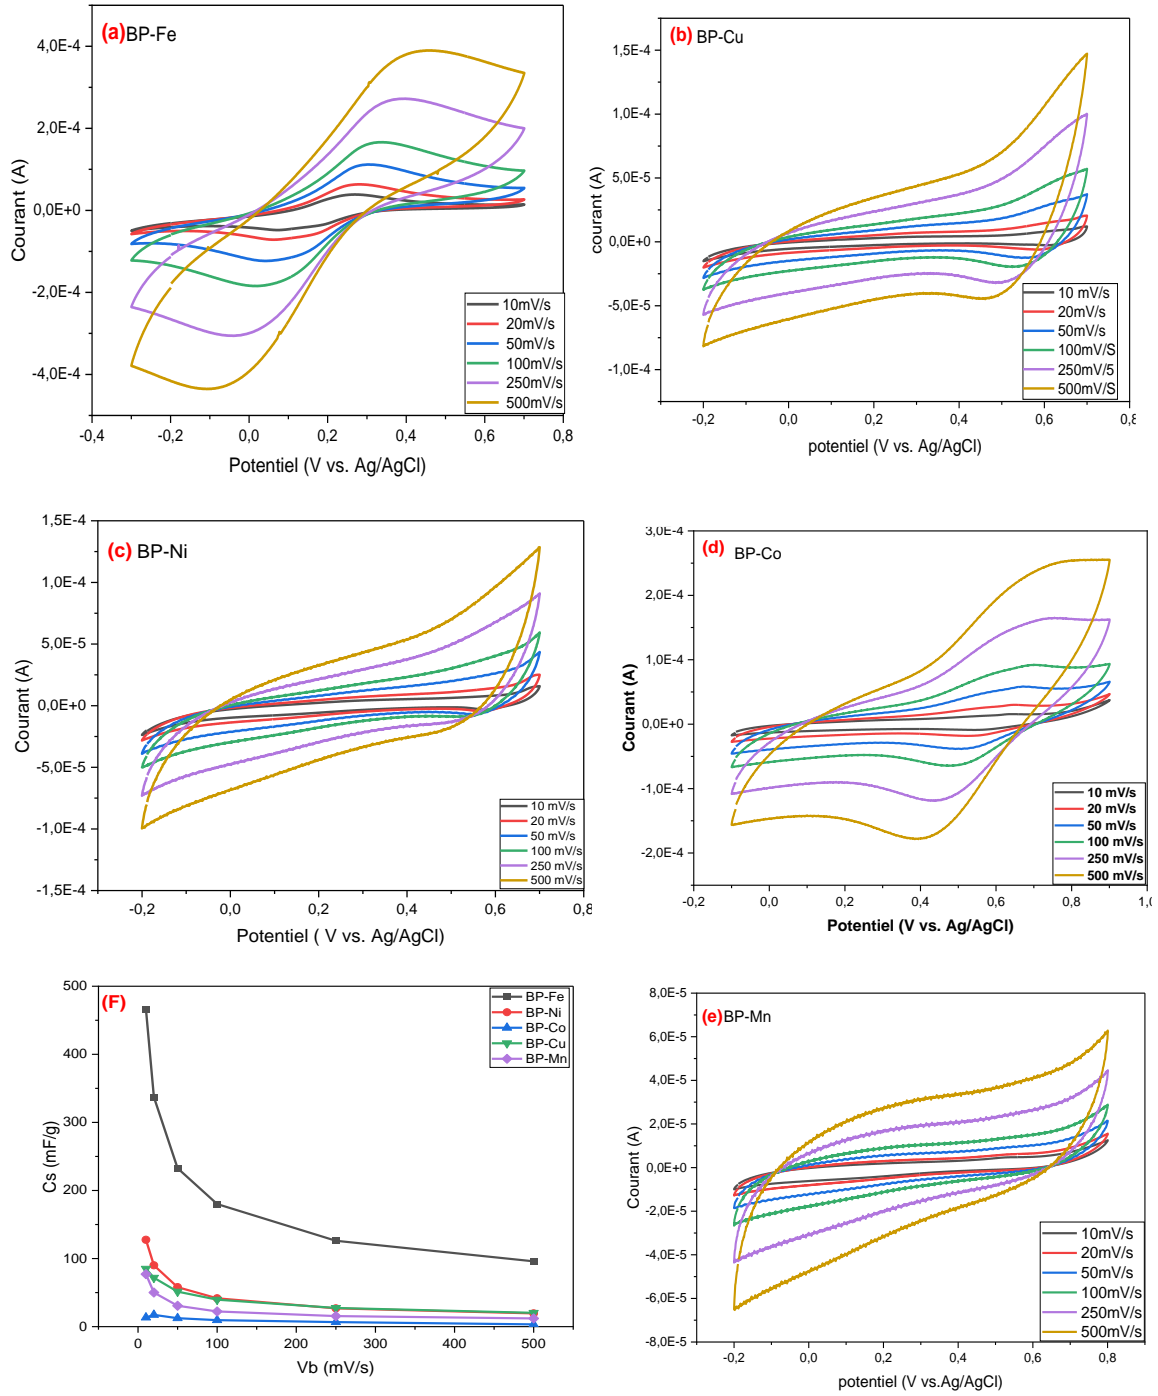 (a) BP-Fe
4,0E-4
2,0E-4
0,0E+0
-2,0E-4
-4,0E-4
Courant (A)
-0,4 -0,2 0,0 0,2 0,4 0,6 0,8
Potentiel (V vs. Ag/AgCl)
10mV/s
20mV/s
50mV/s
100mV/s
250mV/s
500mV/s
(b) BP-Cu
1,5E-4
1,0E-4
5,0E-5
0,0E+0
-5,0E-5
-1,0E-4
courant (A)
-0,2 0,0 0,2 0,4 0,6 0,8
potentiel (V vs. Ag/AgCl)
10 mV/s
20mV/s
50mV/s
100mV/S
250mV/5
500mV/S
(c) BP-Ni
1,5E-4
1,0E-4
5,0E-5
0,0E+0
-5,0E-5
-1,0E-4
-1,5E-4
Courant (A)
-0,2 0,0 0,2 0,4 0,6 0,8
Potentiel ( V vs. Ag/AgCl)
10 mV/s
20 mV/s
50 mV/s
100 mV/s
250 mV/s
500 mV/s
(d) BP-Co
3,0E-4
2,0E-4
1,0E-4
0,0E+0
-1,0E-4
-2,0E-4
Courant (A)
-0,2 0,0 0,2 0,4 0,6 0,8 1,0
Potentiel (V vs. Ag/AgCl)
10 mV/s
20 mV/s
50 mV/s
100 mV/s
250 mV/s
500 mV/s
(F)
500
400
300
200
100
0
Cs (mF/g)
0 100 200 300 400 500
Vb (mV/s)
BP-Fe
BP-Ni
BP-Co
BP-Cu
BP-Mn
(e) BP-Mn
8,0E-5
6,0E-5
4,0E-5
2,0E-5
0,0E+0
-2,0E-5
-4,0E-5
-6,0E-5
-8,0E-5
Courant (A)
-0,2 0,0 0,2 0,4 0,6 0,8
potentiel (V vs.Ag/AgCl)
10mV/s
20mV/s
50mV/s
100mV/s
250mV/s
500mV/s